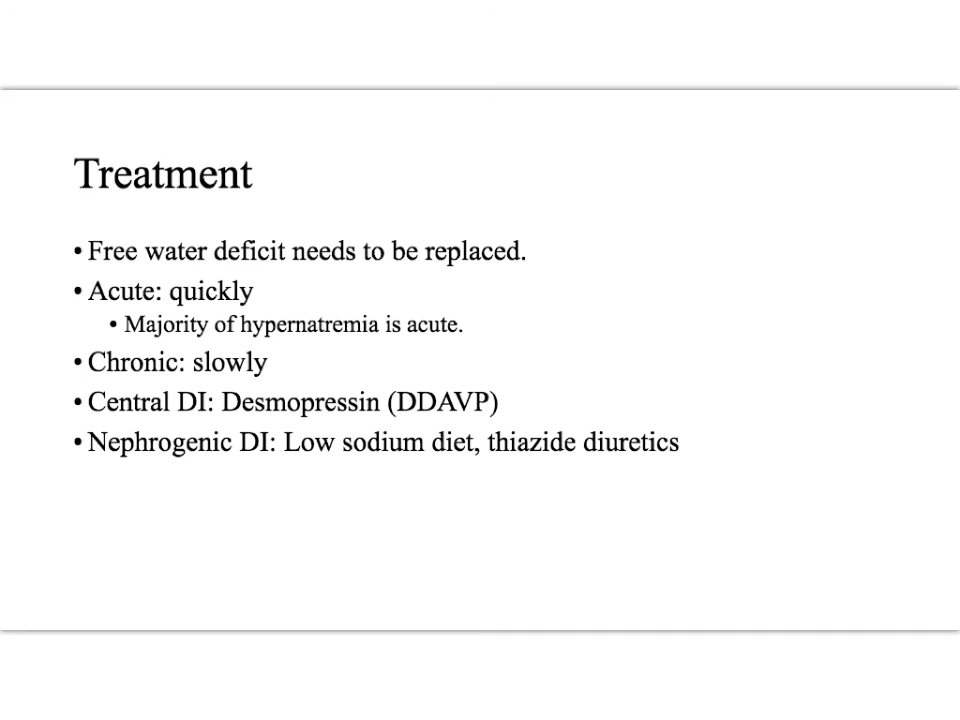 Treatment
• Free water deficit needs to be replaced.
• Acute: quickly
• Majority of hypernatremia is acute.
• Chronic: slowly
• Central DI: Desmopressin (DDAVP)
• Nephrogenic DI: Low sodium diet, thiazide diuretics